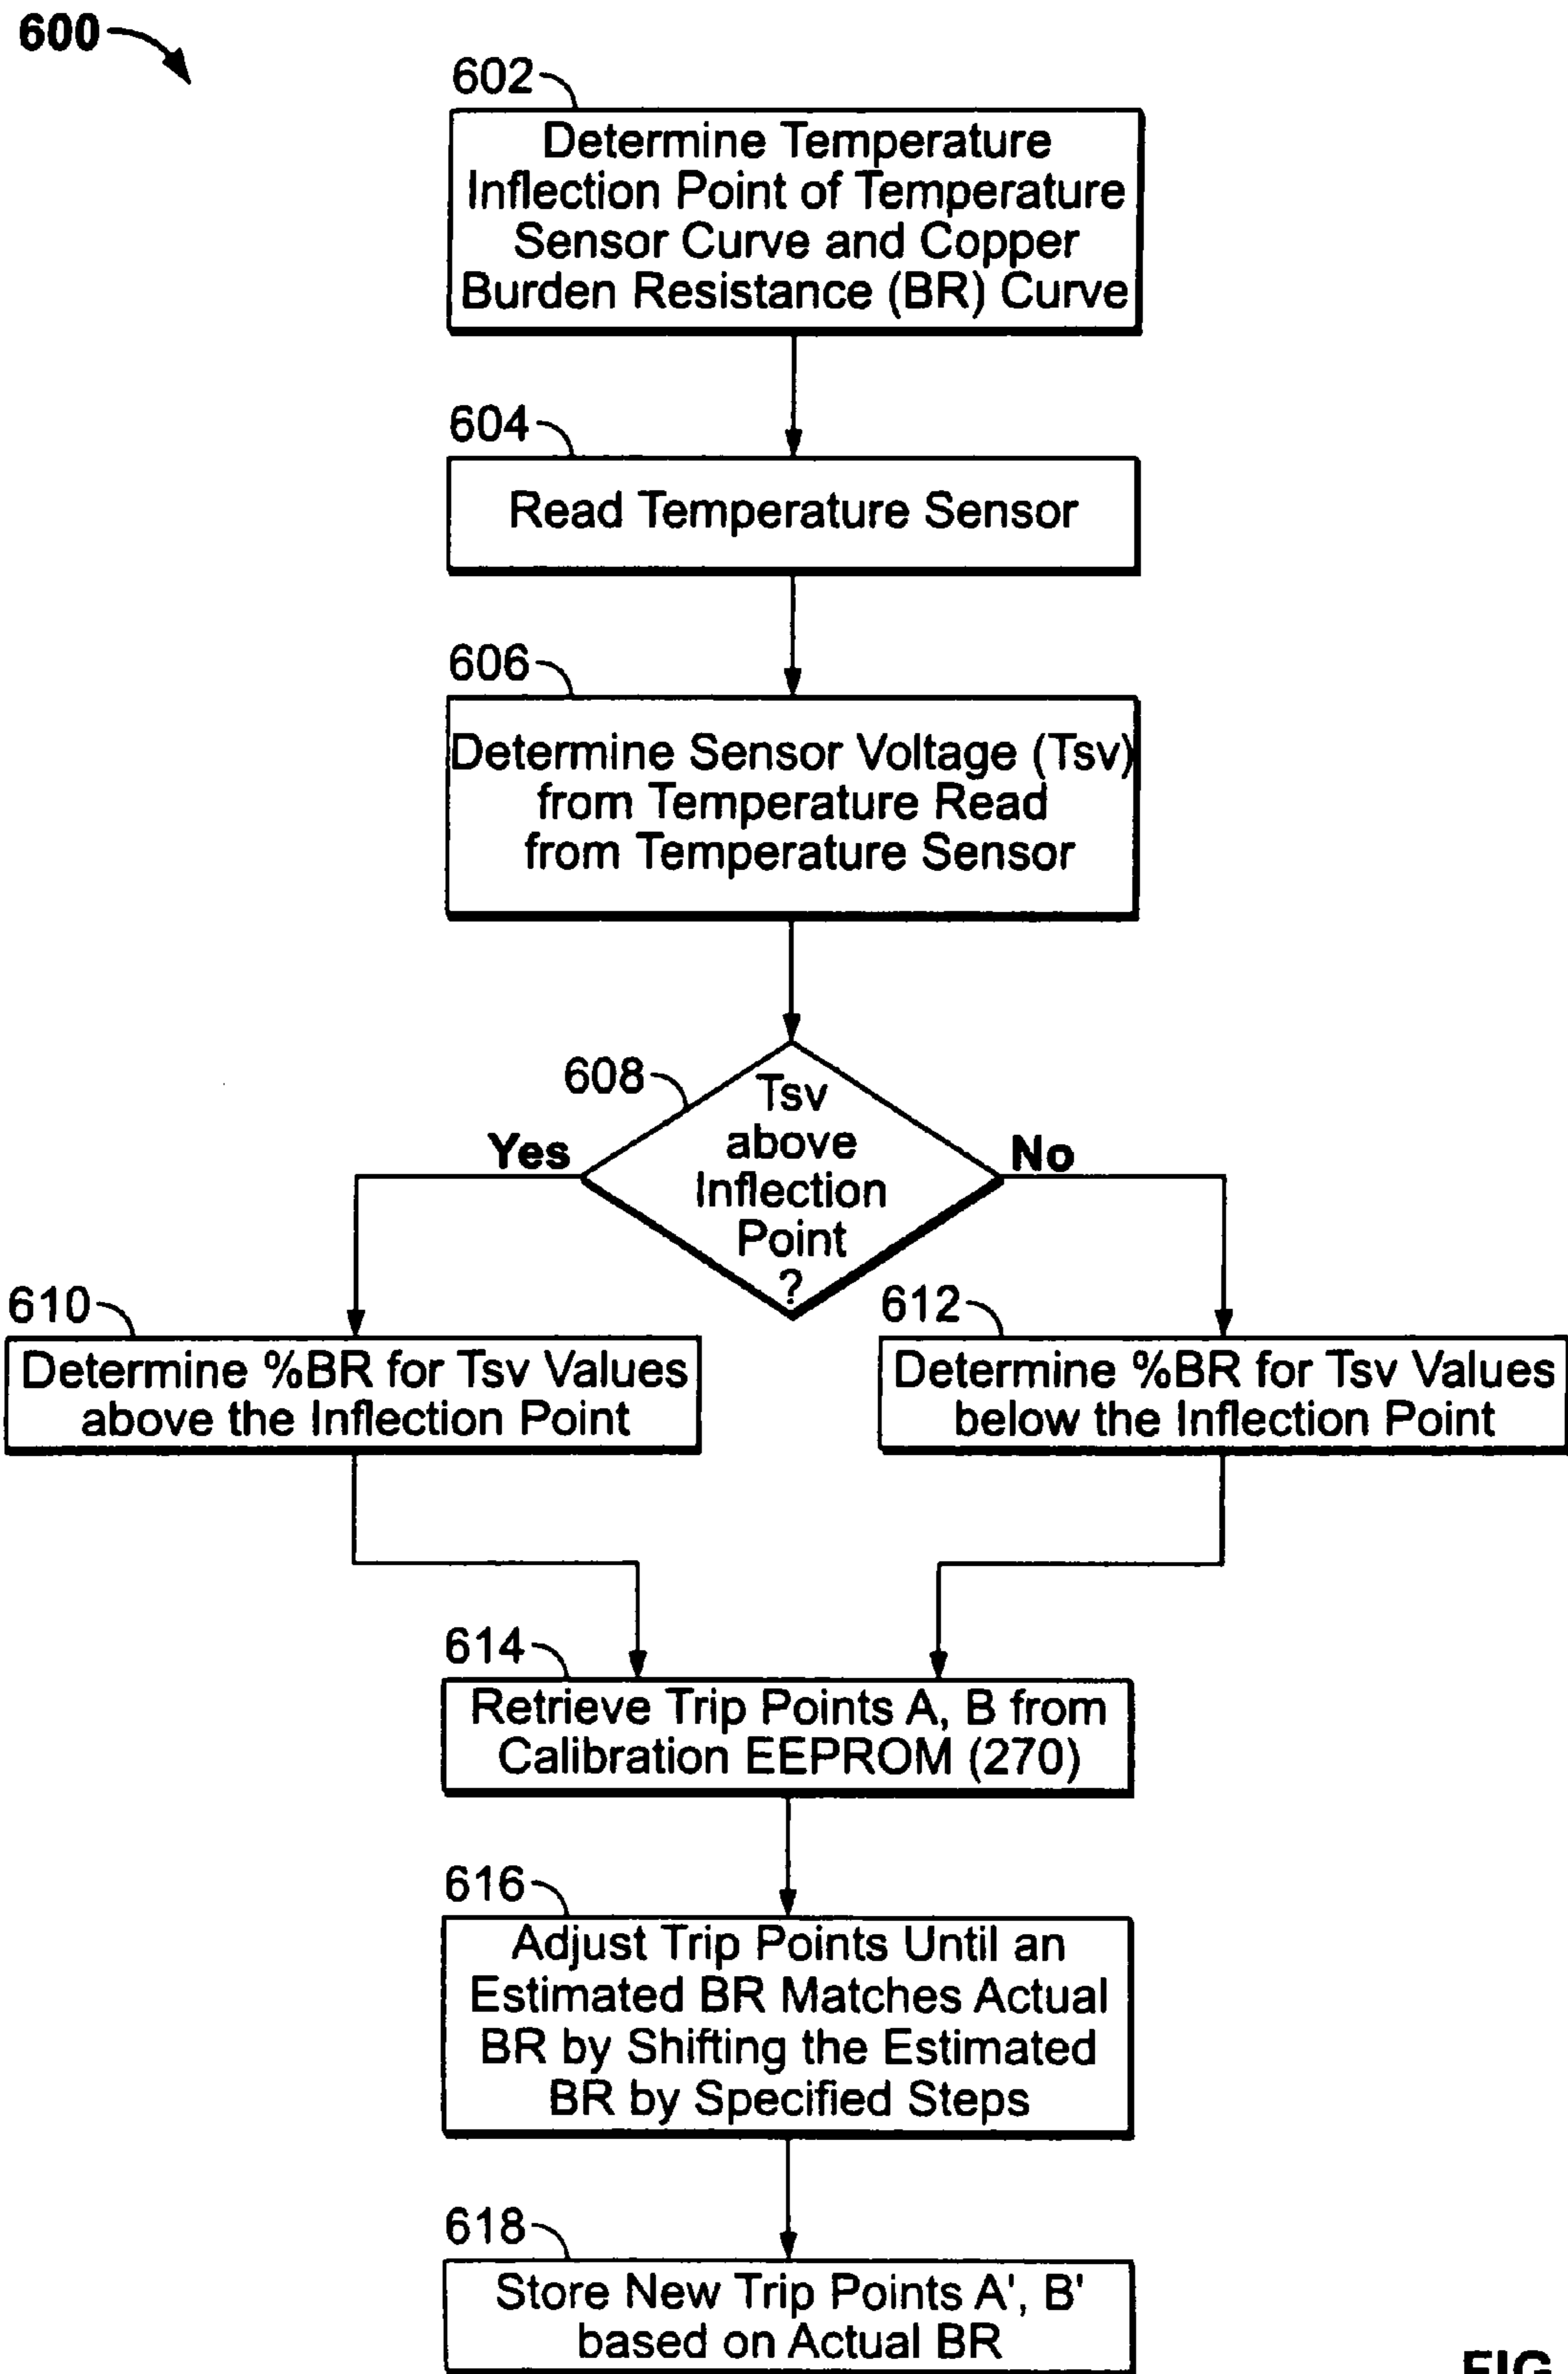 600
602
Determine Temperature
Inflection Point of Temperature
Sensor Curve and Copper
Burden Resistance (BR) Curve
604
Read Temperature Sensor
606
Determine Sensor Voltage (Tsv)
from Temperature Read
from Temperature Sensor
608
Tsv
above
Inflection
Point
?
Yes
No
610
Determine %BR for Tsv Values
above the Inflection Point
612
Determine %BR for Tsv Values
below the Inflection Point
614
Retrieve Trip Points A, B from
Calibration EEPROM (270)
616
Adjust Trip Points Until an
Estimated BR Matches Actual
BR by Shifting the Estimated
BR by Specified Steps
618
Store New Trip Points A', B'
based on Actual BR
FIG